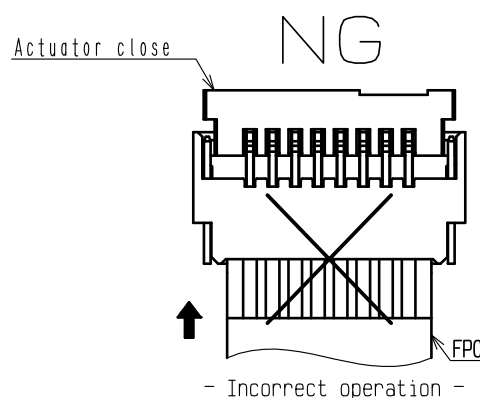 NG
Actuator close
FPC
- Incorrect operation -